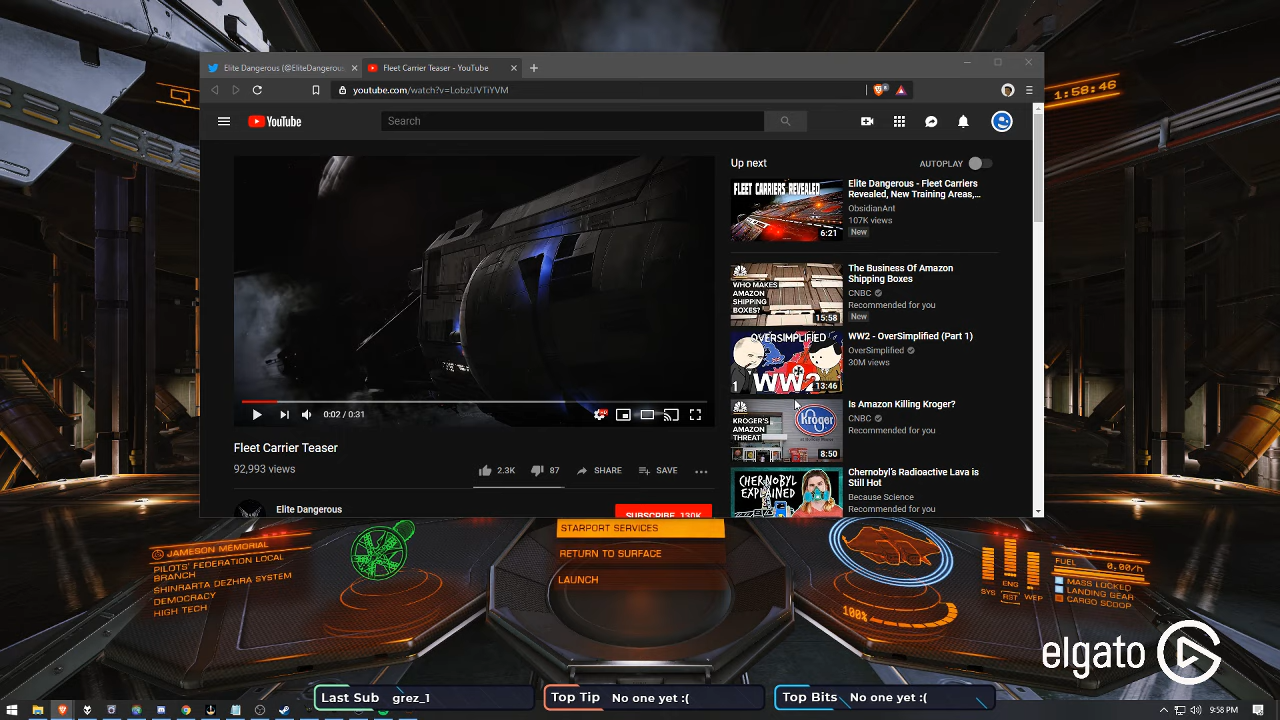 Elite Dangerous (@EliteDangerous
Fleet Carrier Teaser - YouTube
youtube.com/watch?v=LobzUVTiYVM
1:58:46
YouTube
Search
Up next
AUTOPLAY
FLEET CARRIERS REVEALED
6:21
Elite Dangerous - Fleet Carriers
Revealed, New Training Areas,...
ObsidianAnt
107K views
New
WHO MAKES
AMAZON
SHIPPING
BOXES?
15:58
The Business Of Amazon
Shipping Boxes
CNBC
Recommended for you
New
OVERSIMPLIFIED
1
WW2
13:46
WW2 - OverSimplified (Part 1)
OverSimplified
30M views
KROGER'S
AMAZON
THREAT
Kroger
8:50
Is Amazon Killing Kroger?
CNBC
Recommended for you
CHERNOBYL
EXPLAINED
Chernobyl's Radioactive Lava is
Still Hot
Because Science
Recommended for you
0:02 / 0:31
Fleet Carrier Teaser
92,993 views
2.3K
87
SHARE
SAVE
Elite Dangerous
SUBSCRIBE 130K
STARPORT SERVICES
RETURN TO SURFACE
LAUNCH
JAMESON MEMORIAL
PILOTS' FEDERATION LOCAL
BRANCH
SHINRARTA DEZHRA SYSTEM
DEMOCRACY
HIGH TECH
100%
SYS
ENG
RST
WEP
FUEL
0.00/h
MASS LOCKED
LANDING GEAR
CARGO SCOOP
elgato
Last Sub grez_1
Top Tip No one yet :(
Top Bits No one yet :(
9:58 PM